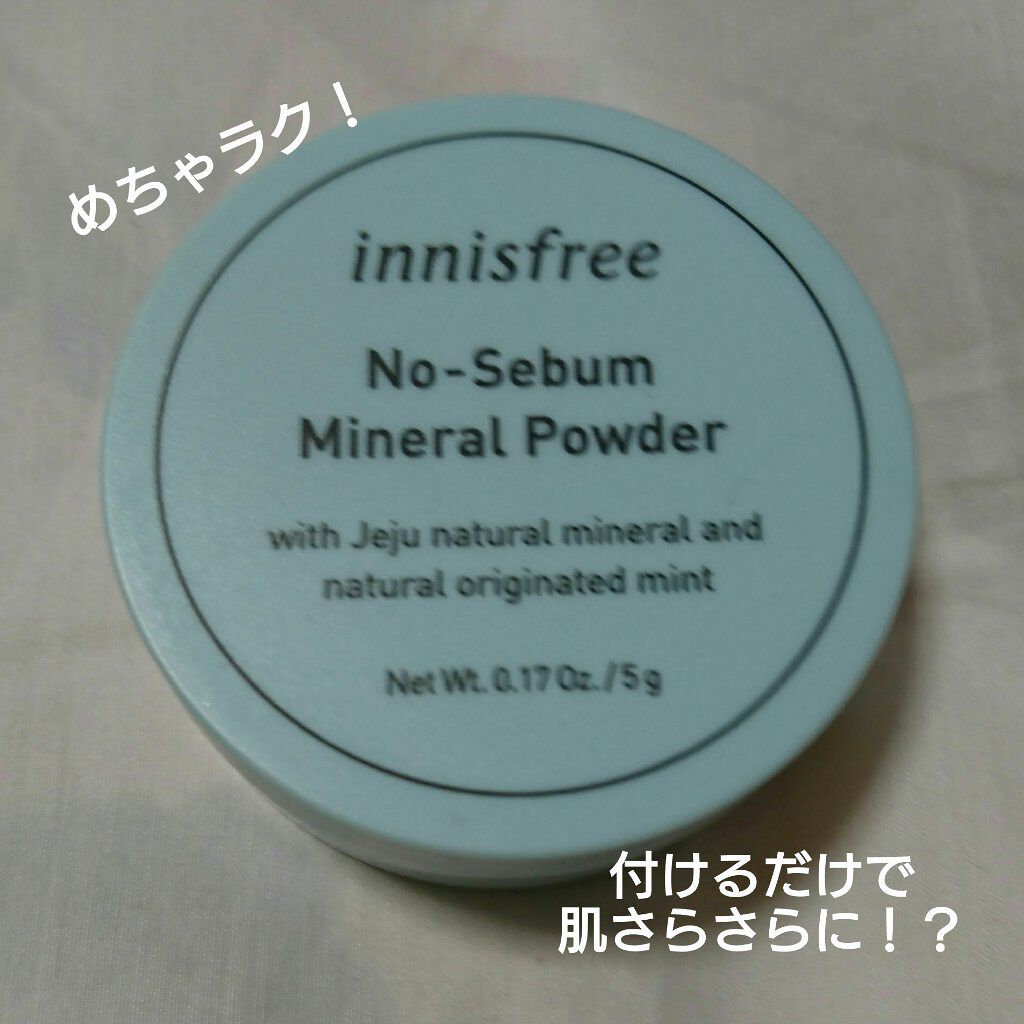 めちゃラク！
innisfree
No-Sebum
Mineral Powder
with Jeju natural mineral and
natural originated mint
Net Wt. 0.17 Oz. / 5 g
付けるだけで
肌さらさらに！？